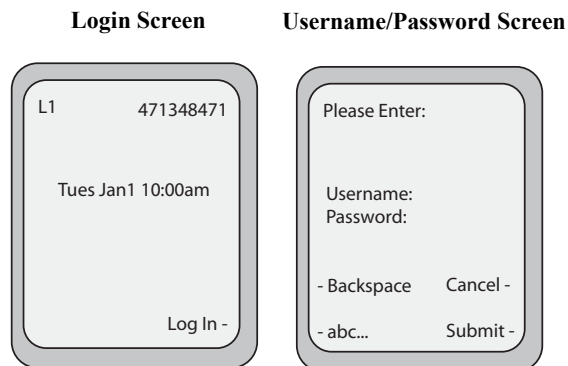 Login Screen
Username/Password Screen
L1 471348471
Tues Jan1 10:00am
Log In -
Please Enter:
Username:
Password:
- Backspace Cancel -
- abc... Submit -